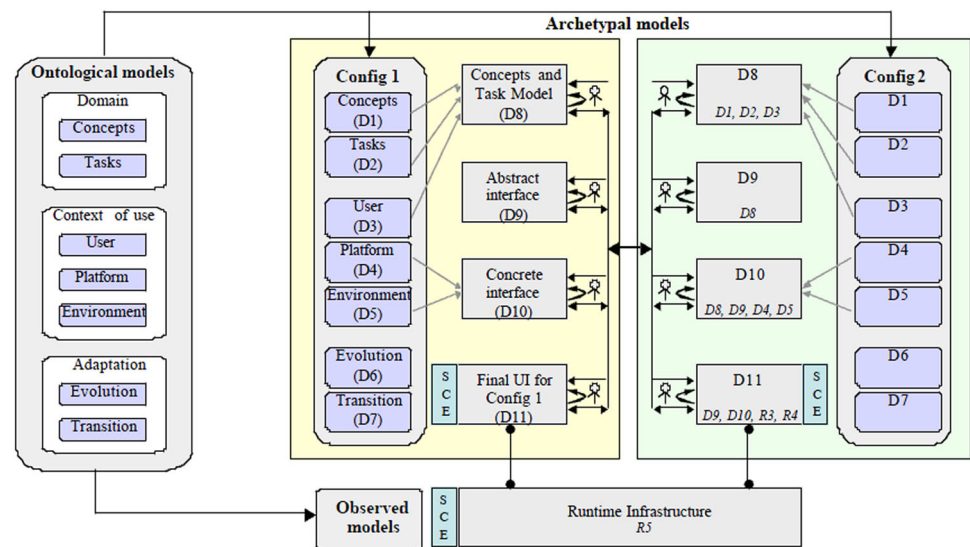 Archetypal models
Ontological models
Domain
Concepts
Tasks
Context of use
User
Platform
Environment
Adaptation
Evolution
Transition
Config 1
Concepts
(D1)
Tasks
(D2)
User
(D3)
Platform
(D4)
Environment
(D5)
Evolution
(D6)
Transition
(D7)
Concepts and
Task Model
(D8)
Abstract
interface
(D9)
Concrete
interface
(D10)
S
C
E
Final UI for
Config 1
(D11)
D8
D1, D2, D3
D9
D8
D10
D8, D9, D4, D5
D11
D9, D10, R3, R4
S
C
E
Config 2
D1
D2
D3
D4
D5
D6
D7
Observed
models
S
C
E
Runtime Infrastructure
R5